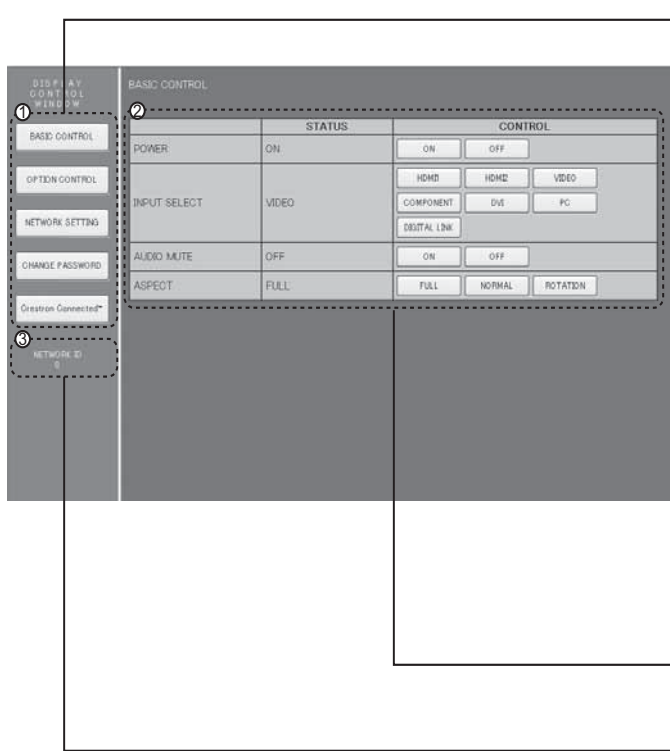 DISPLAY
CONTROL
WINDOW
①
BASIC CONTROL
OPTION CONTROL
NETWORK SETTING
CHANGE PASSWORD
Crestron Connected™
③
NETWORK ID
0
BASIC CONTROL
②
STATUS CONTROL
POWER ON ON OFF
INPUT SELECT VIDEO HDMI1 HDMI2 VIDEO
COMPONENT DVI PC
DIGITAL LINK
AUDIO MUTE OFF ON OFF
ASPECT FULL FULL NORMAL ROTATION